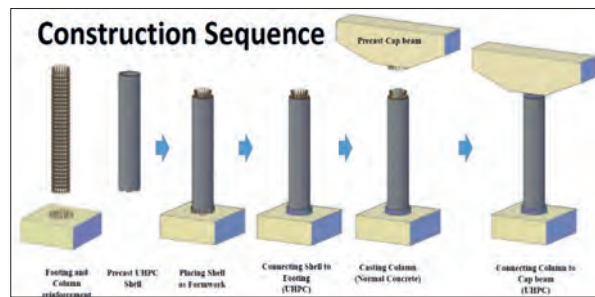 Construction Sequence
Precast Cap beam
Footing and
Column
reinforcement
Precast UHPC
Shell
Placing Shell
as Formwork
Connecting Shell to
Footing
(UHPC)
Casting Column
(Normal Concrete)
Connecting Column to
Cap beam
(UHPC)